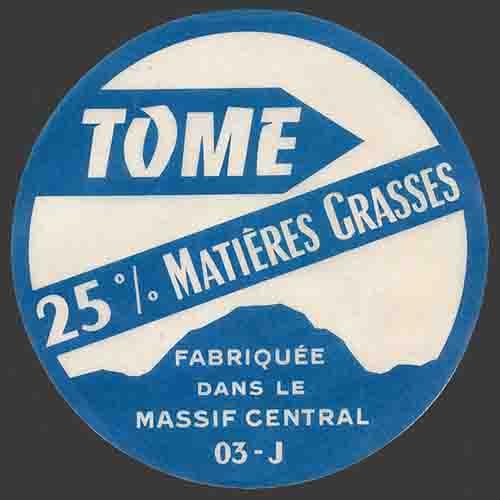 TOME
25% MATIÈRES GRASSES
FABRIQUÉE
DANS LE
MASSIF CENTRAL
03-J